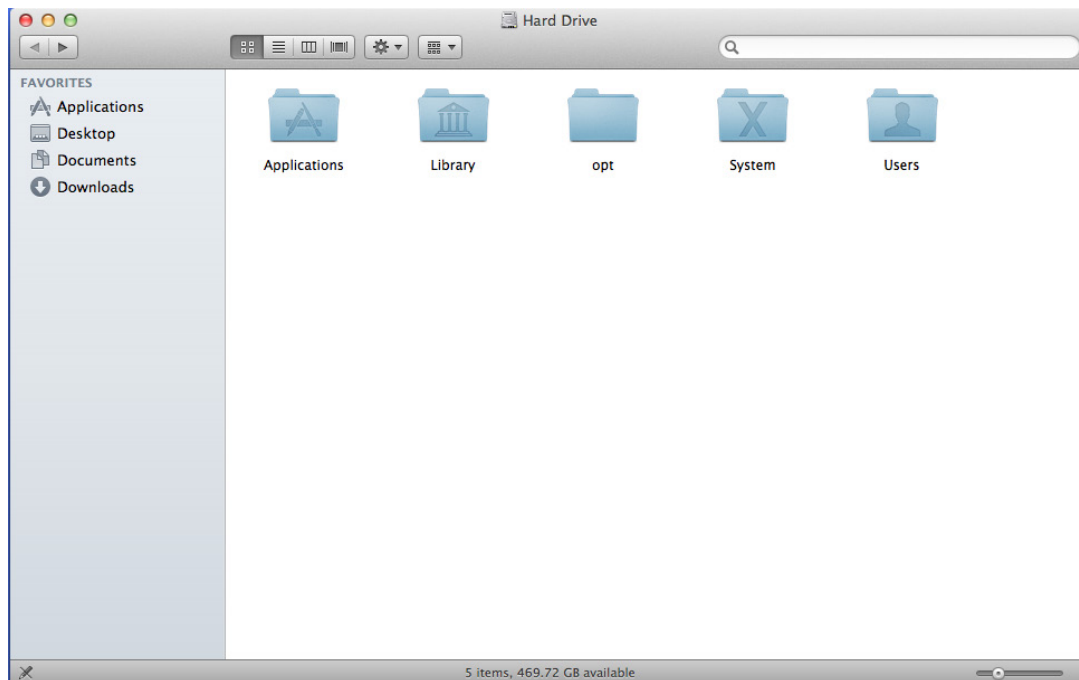 Hard Drive
FAVORITES
Applications
Desktop
Documents
Downloads
Applications Library opt System Users
5 items, 469.72 GB available